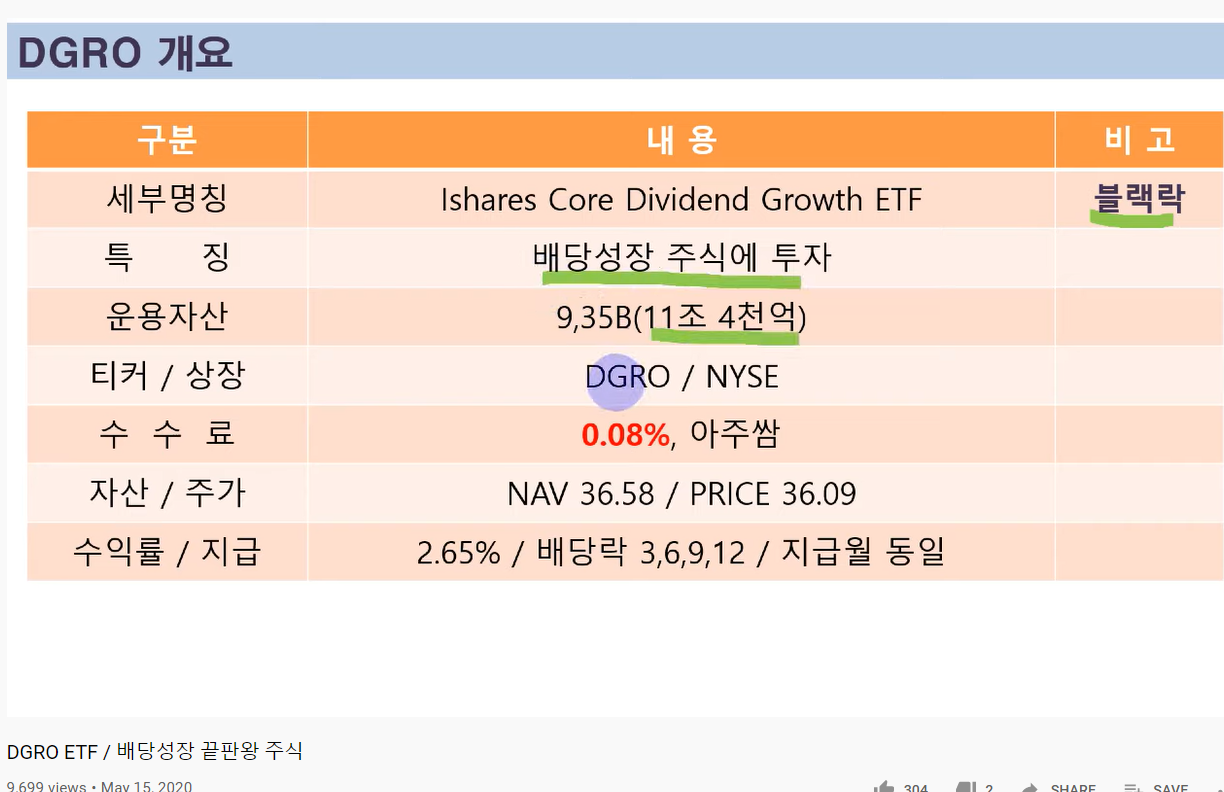 DGRO 개요
구분 내 용 비 고
세부명칭 Ishares Core Dividend Growth ETF 블랙락
특 징 배당성장 주식에 투자
운용자산 9,35B(11조 4천억)
티커 / 상장 DGRO / NYSE
수 수 료 0.08%, 아주쌈
자산 / 주가 NAV 36.58 / PRICE 36.09
수익률 / 지급 2.65% / 배당락 3,6,9,12 / 지급월 동일
DGRO ETF / 배당성장 끝판왕 주식
9,699 views • May 15, 2020 304 2 SHARE SAVE